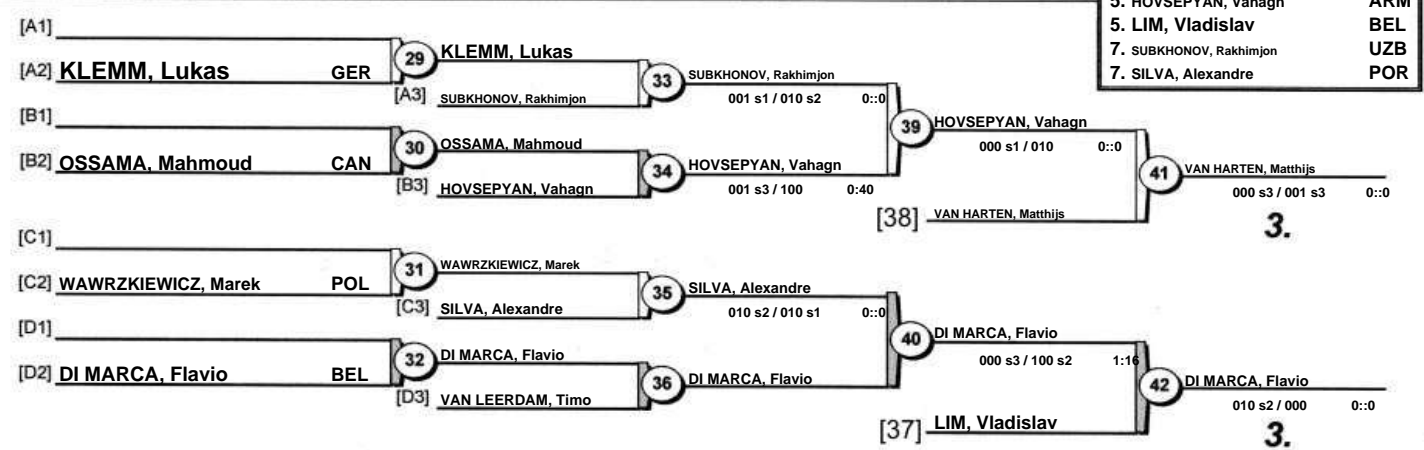 5. HOVSEPYAN, Vahagn ARM
5. LIM, Vladislav BEL
7. SUBKHONOV, Rakhimjon UZB
7. SILVA, Alexandre POR
[A1]
[A2] KLEMM, Lukas GER
29
KLEMM, Lukas
[A3] SUBKHONOV, Rakhimjon
33
SUBKHONOV, Rakhimjon
001 s1 / 010 s2 0::0
[B1]
[B2] OSSAMA, Mahmoud CAN
30
OSSAMA, Mahmoud
[B3] HOVSEPYAN, Vahagn
34
HOVSEPYAN, Vahagn
001 s3 / 100 0:40
39
HOVSEPYAN, Vahagn
000 s1 / 010 0::0
[38] VAN HARTEN, Matthijs
41
VAN HARTEN, Matthijs
000 s3 / 001 s3 0::0
3.
[C1]
[C2] WAWRZKIEWICZ, Marek POL
31
WAWRZKIEWICZ, Marek
[C3] SILVA, Alexandre
35
SILVA, Alexandre
010 s2 / 010 s1 0::0
[D1]
[D2] DI MARCA, Flavio BEL
32
DI MARCA, Flavio
[D3] VAN LEERDAM, Timo
36
DI MARCA, Flavio
40
DI MARCA, Flavio
000 s3 / 100 s2 1:16
[37] LIM, Vladislav
42
DI MARCA, Flavio
010 s2 / 000 0::0
3.